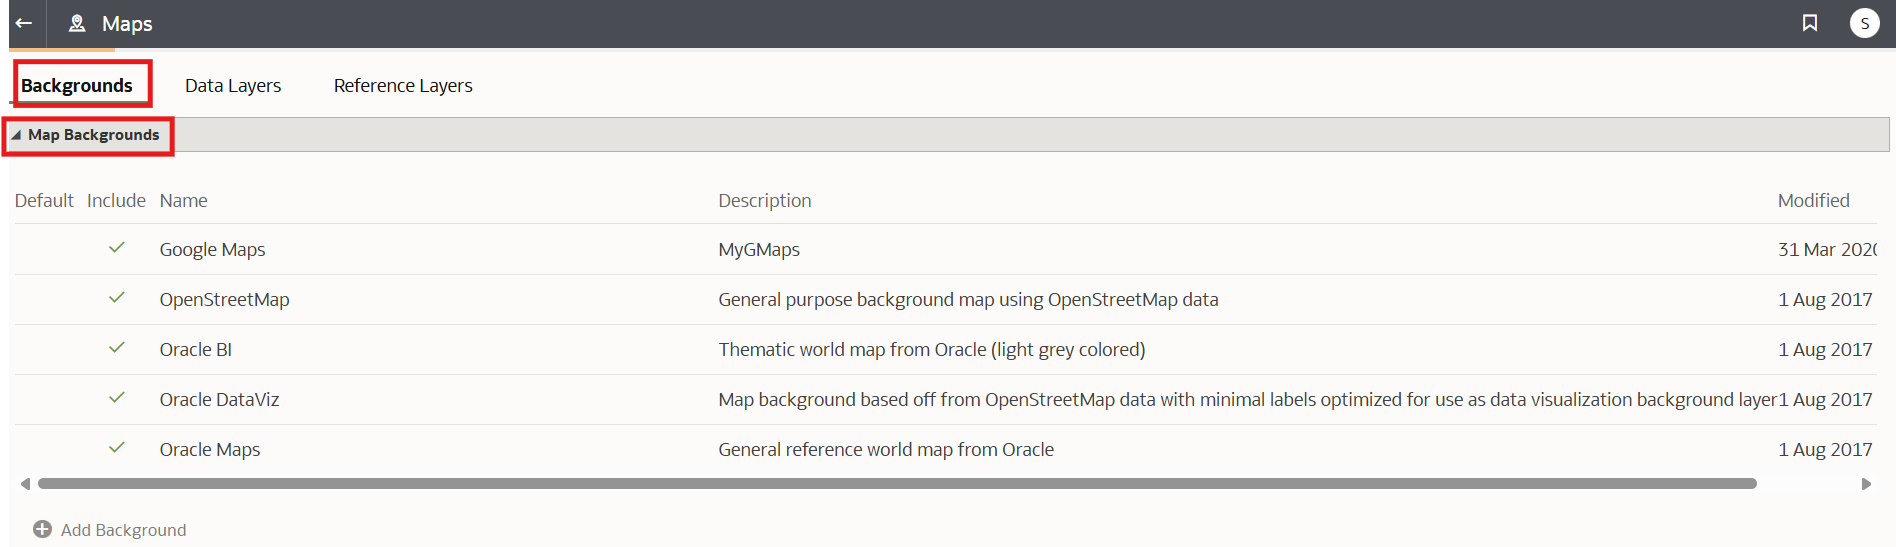 Maps
S
Backgrounds Data Layers Reference Layers
Map Backgrounds
Default Include Name Description Modified
Google Maps MyGMaps 31 Mar 2020
OpenStreetMap General purpose background map using OpenStreetMap data 1 Aug 2017
Oracle BI Thematic world map from Oracle (light grey colored) 1 Aug 2017
Oracle DataViz Map background based off from OpenStreetMap data with minimal labels optimized for use as data visualization background layer 1 Aug 2017
Oracle Maps General reference world map from Oracle 1 Aug 2017
Add Background